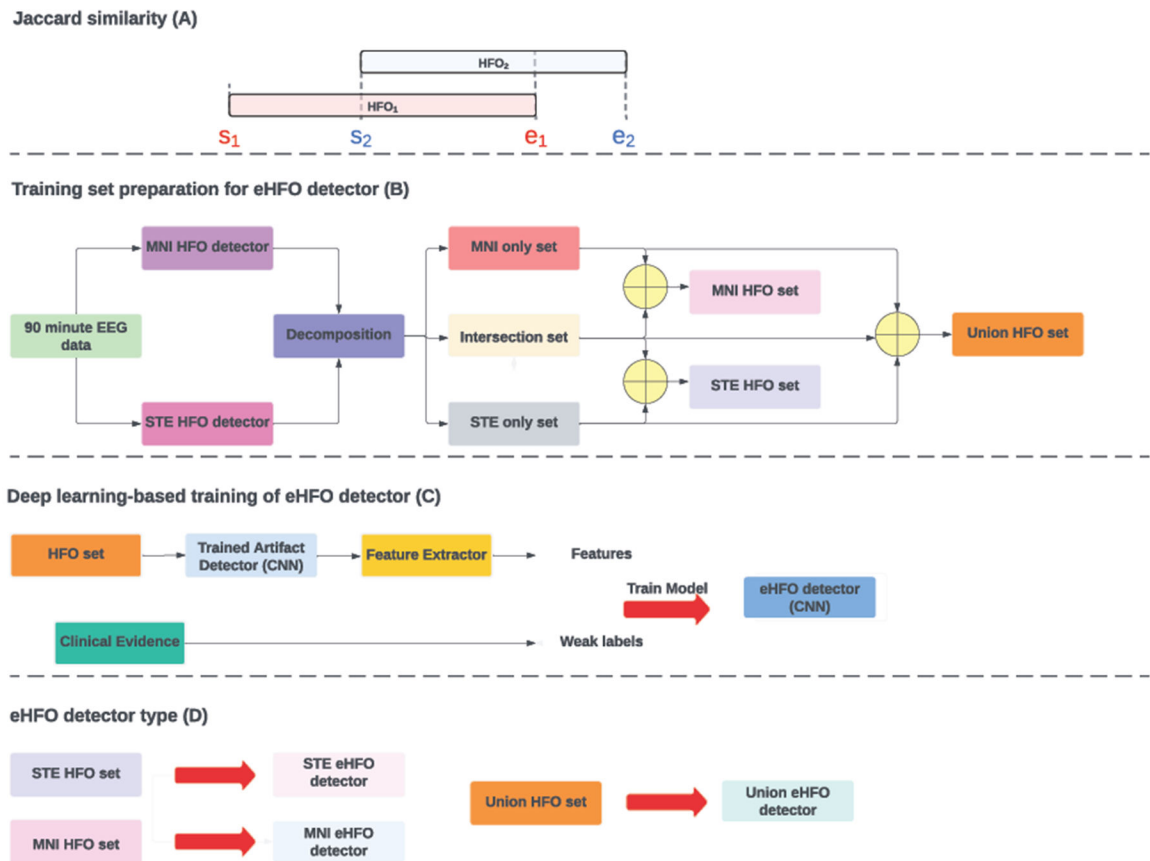 Jaccard similarity (A)
HFO₂
HFO₁
s₁
s₂
e₁
e₂
Training set preparation for eHFO detector (B)
MNI HFO detector
MNI only set
MNI HFO set
90 minute EEG
data
Decomposition
Intersection set
Union HFO set
STE HFO set
STE HFO detector
STE only set
Deep learning-based training of eHFO detector (C)
HFO set
Trained Artifact
Detector (CNN)
Feature Extractor
Features
Train Model
eHFO detector
(CNN)
Clinical Evidence
Weak labels
eHFO detector type (D)
STE HFO set
STE eHFO
detector
Union HFO set
Union eHFO
detector
MNI HFO set
MNI eHFO
detector